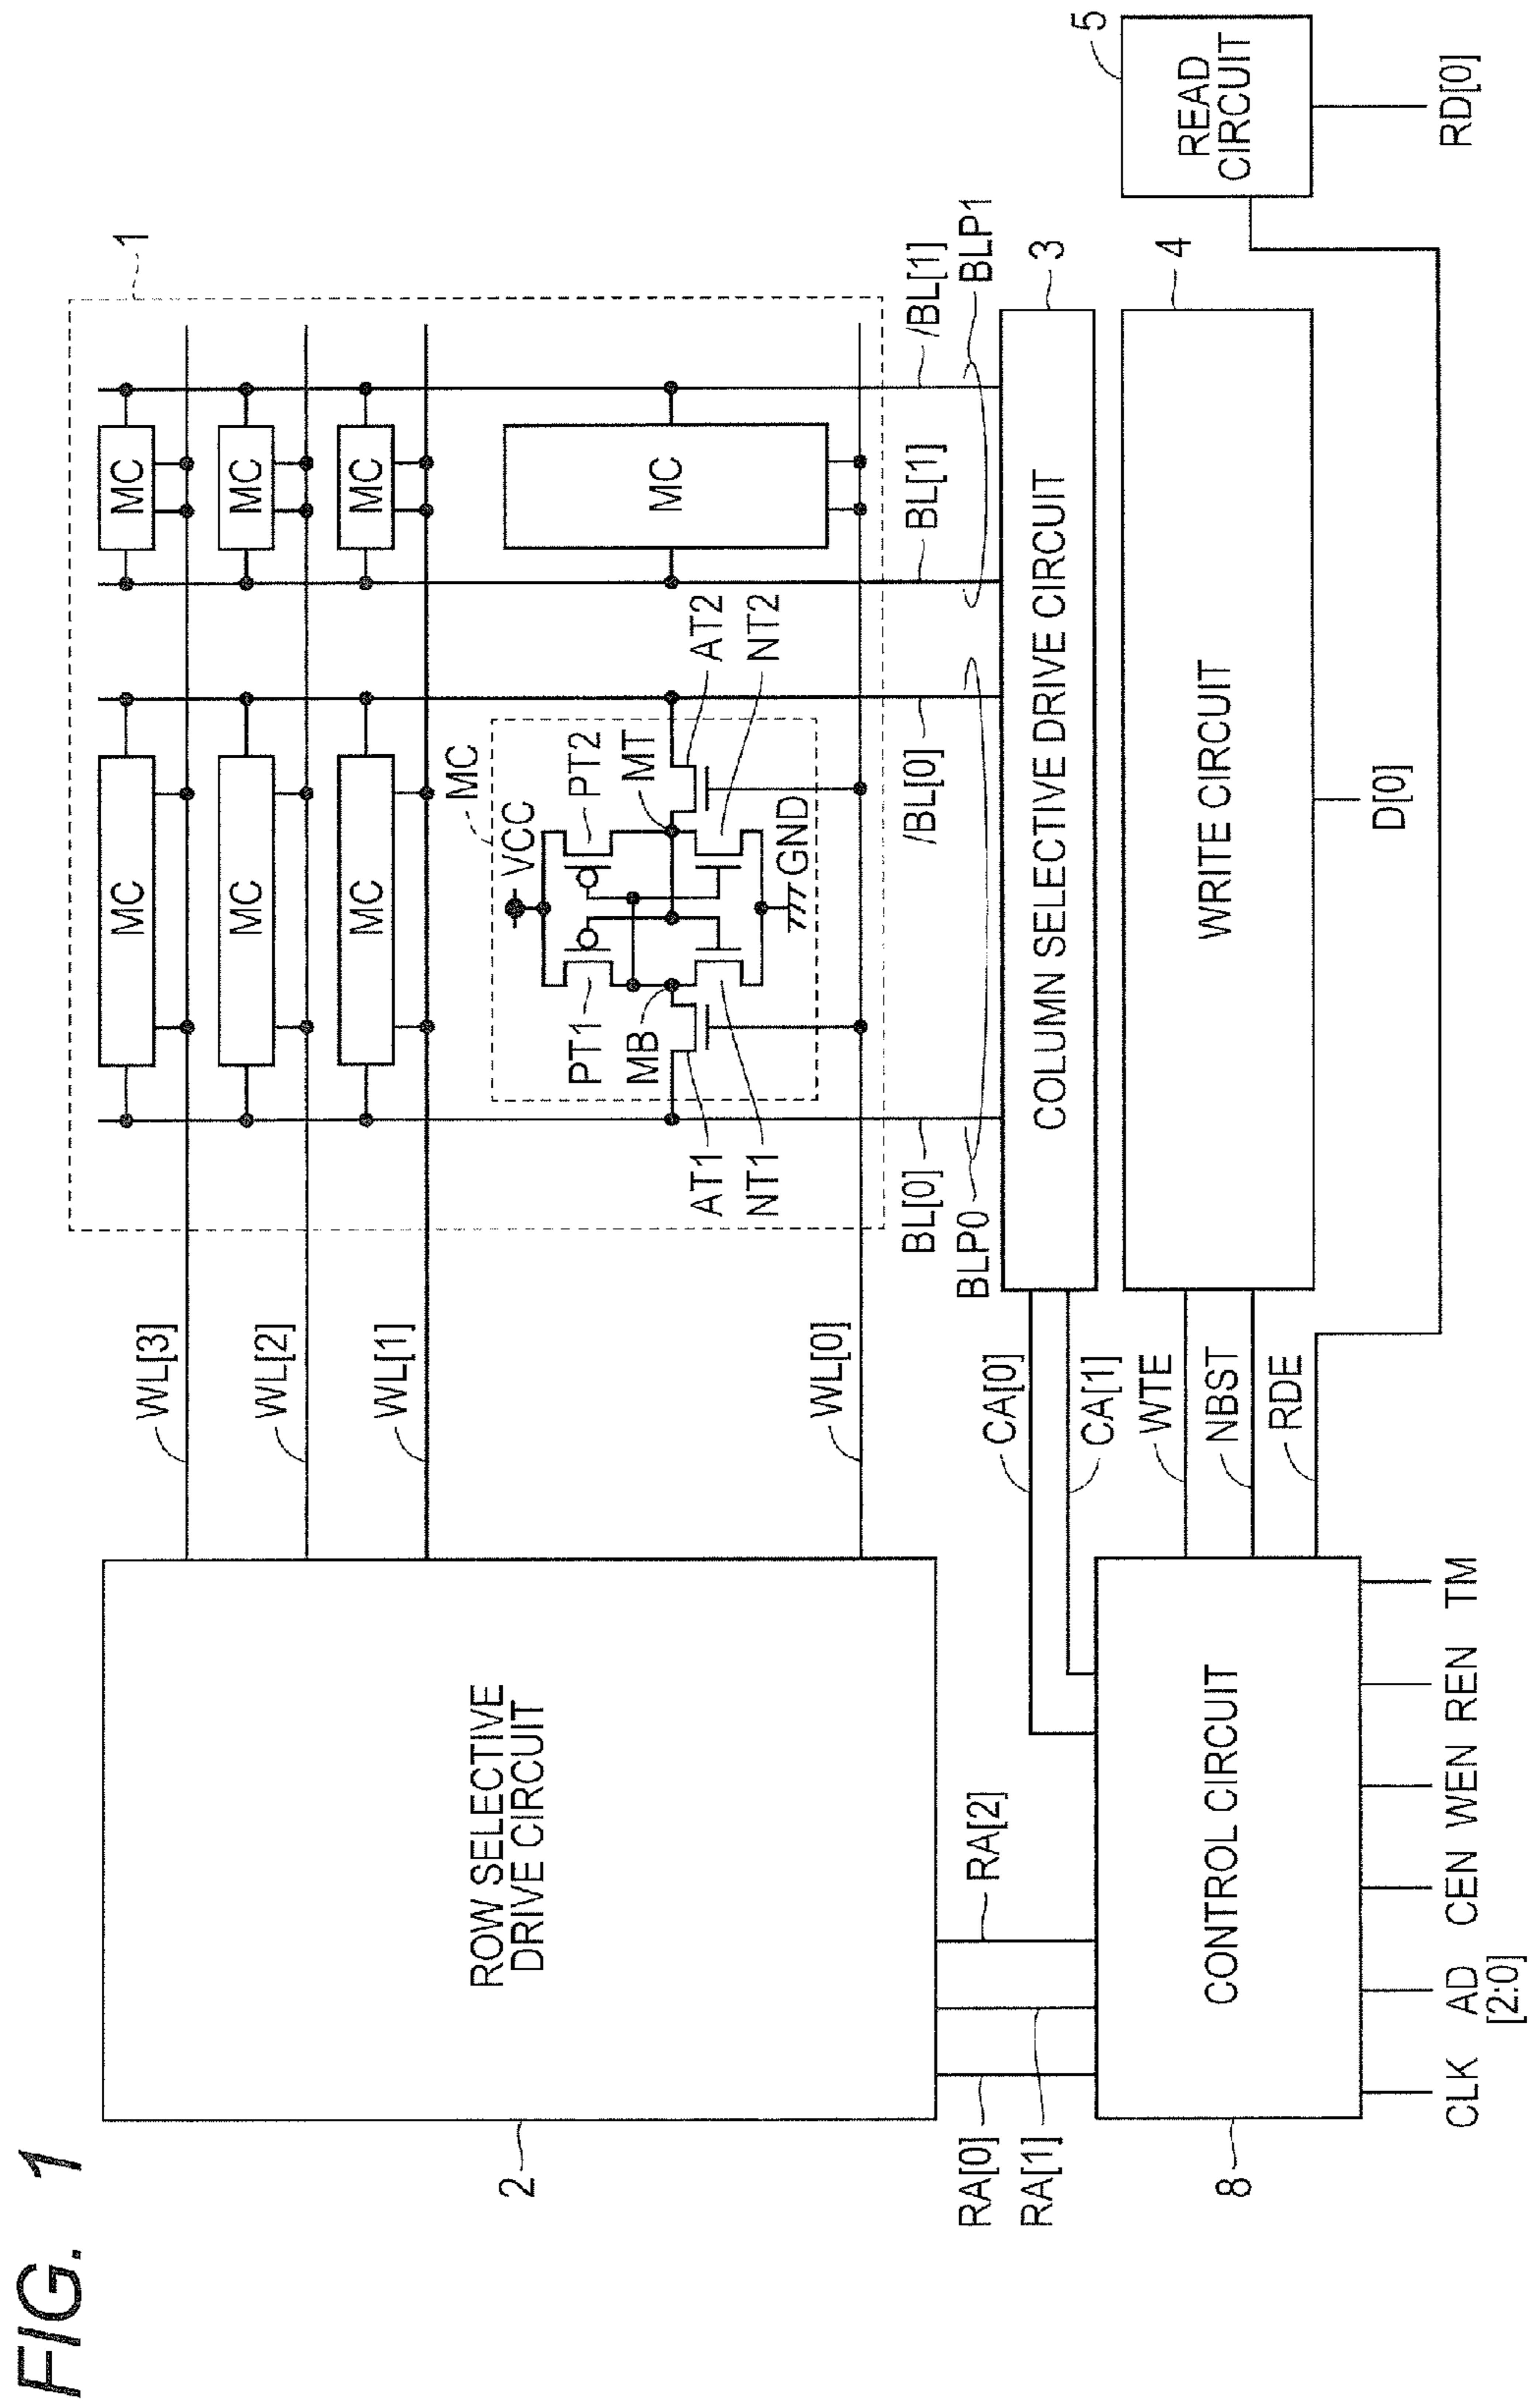 FIG. 1
1
WL[3]
MC
MC
WL[2]
MC
MC
WL[1]
MC
MC
ROW SELECTIVE
DRIVE CIRCUIT
2
MC
VCC
PT1
PT2
MB
MT
MC
AT1
AT2
NT1
NT2
GND
WL[0]
BL[0]
/BL[0]
BL[1]
/BL[1]
BLP0
BLP1
RA[0]
RA[1]
RA[2]
CA[0]
CA[1]
COLUMN SELECTIVE DRIVE CIRCUIT
3
WTE
NBST
RDE
WRITE CIRCUIT
4
READ
CIRCUIT
5
CONTROL CIRCUIT
8
D[0]
RD[0]
CLK AD CEN WEN REN TM
[2:0]